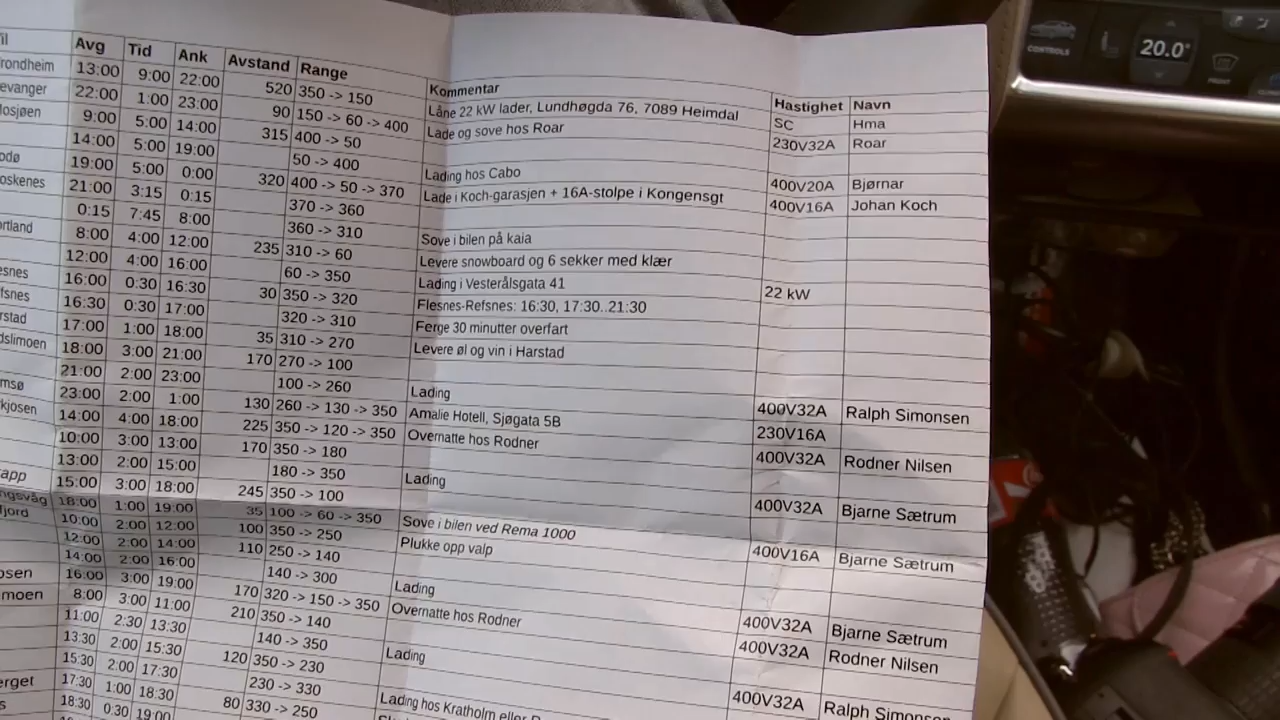 il Avg Tid Ank Avstand Range Kommentar Hastighet Navn
rondheim 13:00 9:00 22:00 520 350 -> 150 Låne 22 kW lader, Lundhøgda 76, 7089 Heimdal SC Hma
evanger 22:00 1:00 23:00 90 150 -> 60 -> 400 Lade og sove hos Roar 230V32A Roar
losjøen 9:00 5:00 14:00 315 400 -> 50
14:00 5:00 19:00 50 -> 400 Lading hos Cabo 400V20A Bjørnar
odø 19:00 5:00 0:00 320 400 -> 50 -> 370 Lade i Koch-garasjen + 16A-stolpe i Kongensgt 400V16A Johan Koch
oskenes 21:00 3:15 0:15 370 -> 360
0:15 7:45 8:00 360 -> 310 Sove i bilen på kaia
ortland 8:00 4:00 12:00 235 310 -> 60 Levere snowboard og 6 sekker med klær
12:00 4:00 16:00 60 -> 350 Lading i Vesterålsgata 41 22 kW
esnes 16:00 0:30 16:30 30 350 -> 320 Flesnes-Refsnes: 16:30, 17:30..21:30
fsnes 16:30 0:30 17:00 320 -> 310 Ferge 30 minutter overfart
rstad 17:00 1:00 18:00 35 310 -> 270 Levere øl og vin i Harstad
dslimoen 18:00 3:00 21:00 170 270 -> 100
21:00 2:00 23:00 100 -> 260 Lading 400V32A Ralph Simonsen
msø 23:00 2:00 1:00 130 260 -> 130 -> 350 Amalie Hotell, Sjøgata 5B 230V16A
kjosen 14:00 4:00 18:00 225 350 -> 120 -> 350 Overnatte hos Rodner 400V32A Rodner Nilsen
10:00 3:00 13:00 170 350 -> 180
13:00 2:00 15:00 180 -> 350 Lading 400V32A Bjarne Sætrum
app 15:00 3:00 18:00 245 350 -> 100
ngsvåg 18:00 1:00 19:00 35 100 -> 60 -> 350 Sove i bilen ved Rema 1000 400V16A Bjarne Sætrum
fjord 10:00 2:00 12:00 100 350 -> 250 Plukke opp valp
12:00 2:00 14:00 110 250 -> 140
14:00 2:00 16:00 140 -> 300 Lading 400V32A Bjarne Sætrum
osen 16:00 3:00 19:00 170 320 -> 150 -> 350 Overnatte hos Rodner 400V32A Rodner Nilsen
moen 8:00 3:00 11:00 210 350 -> 140
11:00 2:30 13:30 140 -> 350 Lading 400V32A Ralph Simonsen
13:30 2:00 15:30 120 350 -> 230
15:30 2:00 17:30 230 -> 330 Lading hos Kratholm eller
erget 17:30 1:00 18:30 80 330 -> 250
s 18:30 0:30 19:00
CONTROLS
20.0°
FRONT